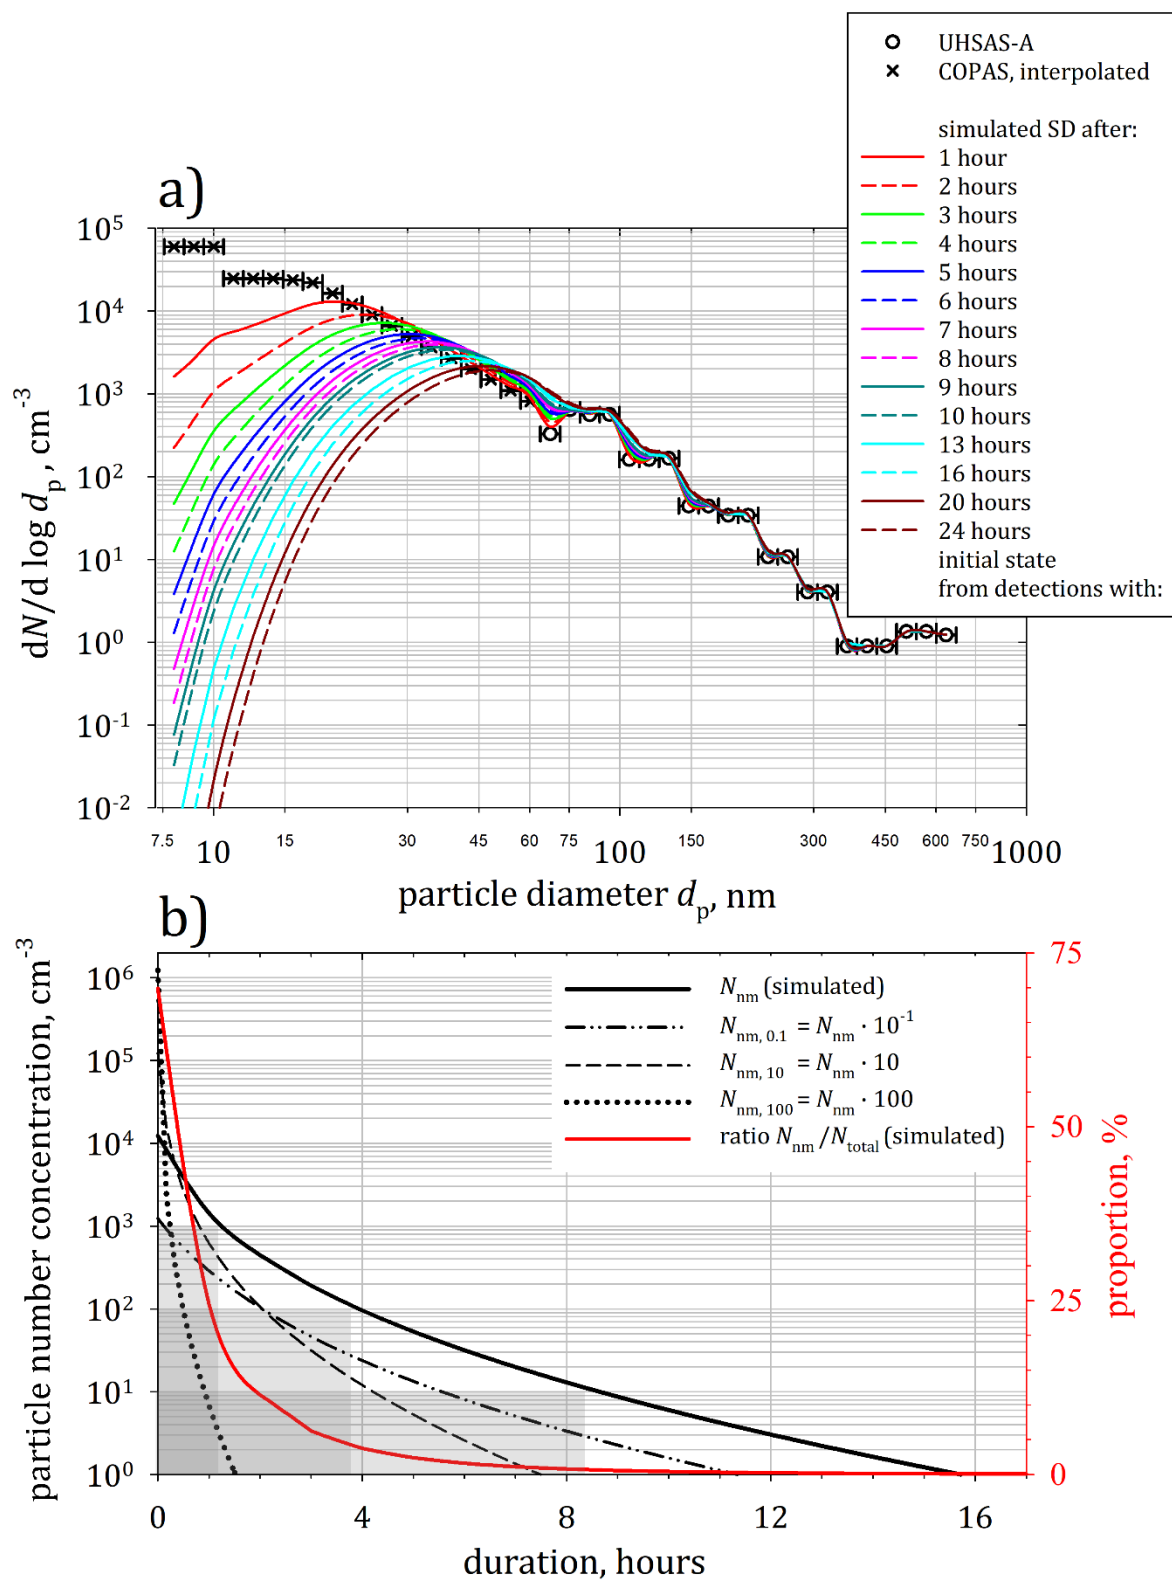 UHSAS-A
COPAS, interpolated
simulated SD after:
1 hour
2 hours
3 hours
4 hours
5 hours
6 hours
7 hours
8 hours
9 hours
10 hours
13 hours
16 hours
20 hours
24 hours
initial state
from detections with:
a)
10^5
10^4
10^3
10^2
10^1
10^0
10^-1
10^-2
dN/d log d_p, cm^-3
7.5 10 15 30 45 60 75 100 150 300 450 600 750 1000
particle diameter d_p, nm
b)
10^6
10^5
10^4
10^3
10^2
10^1
10^0
particle number concentration, cm^-3
N_nm (simulated)
N_nm, 0.1 = N_nm · 10^-1
N_nm, 10 = N_nm · 10
N_nm, 100 = N_nm · 100
ratio N_nm / N_total (simulated)
75
50
25
0
proportion, %
0 4 8 12 16
duration, hours